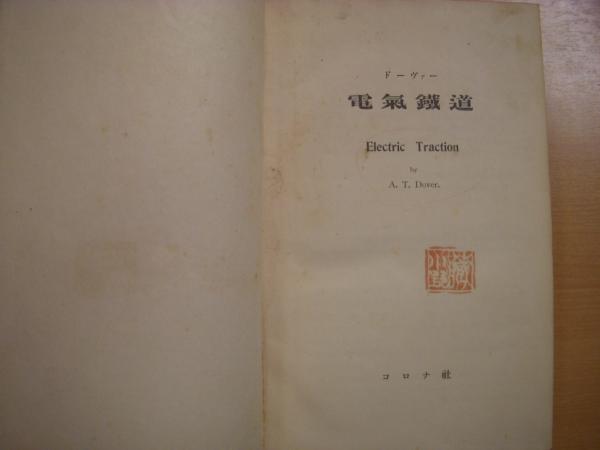 ドーヴァー
電氣鐵道
Electric Traction
by
A. T. Dover.
コロナ社